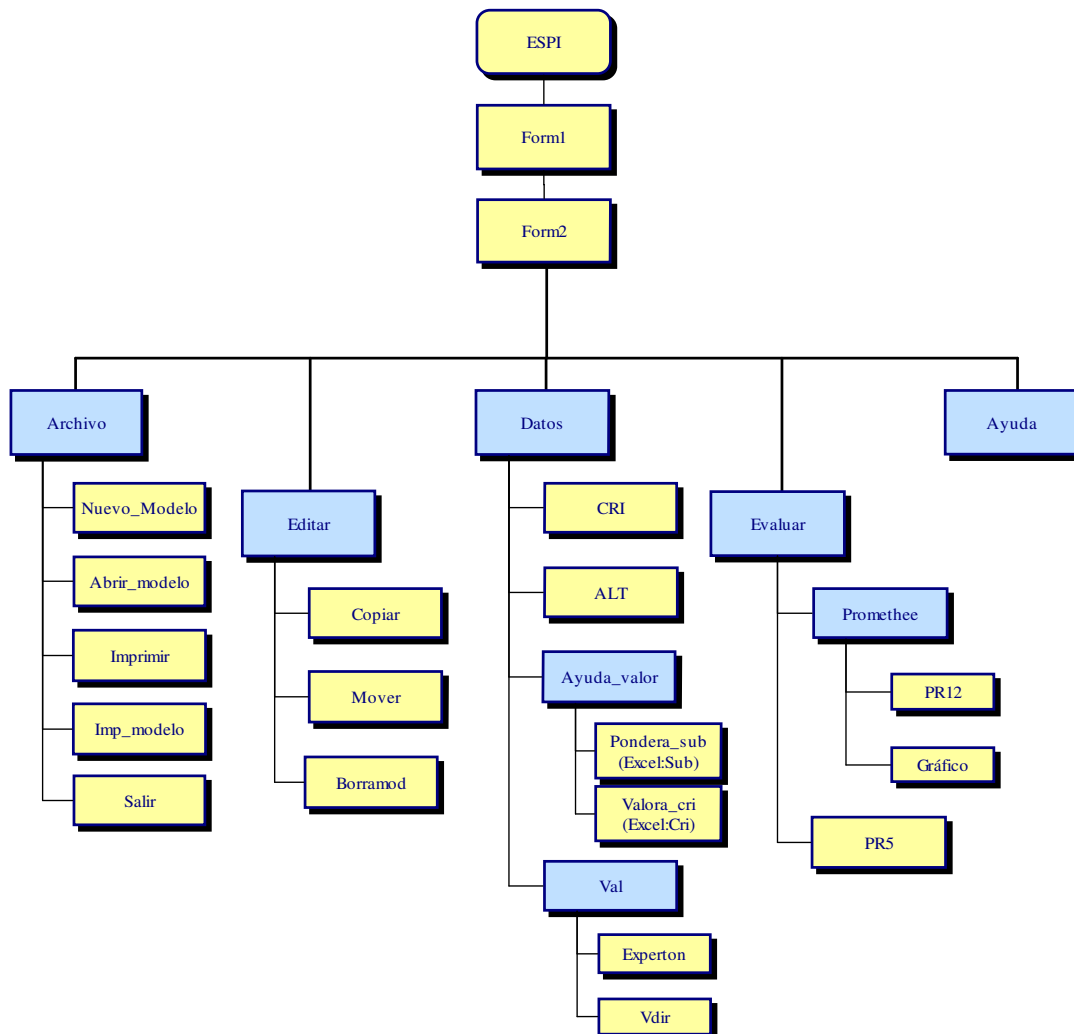 ESPI
Form1
Form2
Archivo
Nuevo_Modelo
Abrir_modelo
Imprimir
Imp_modelo
Salir
Editar
Copiar
Mover
Borramod
Datos
CRI
ALT
Ayuda_valor
Pondera_sub
(Excel:Sub)
Valora_cri
(Excel:Cri)
Val
Experton
Vdir
Evaluar
Promethee
PR12
Gráfico
PR5
Ayuda